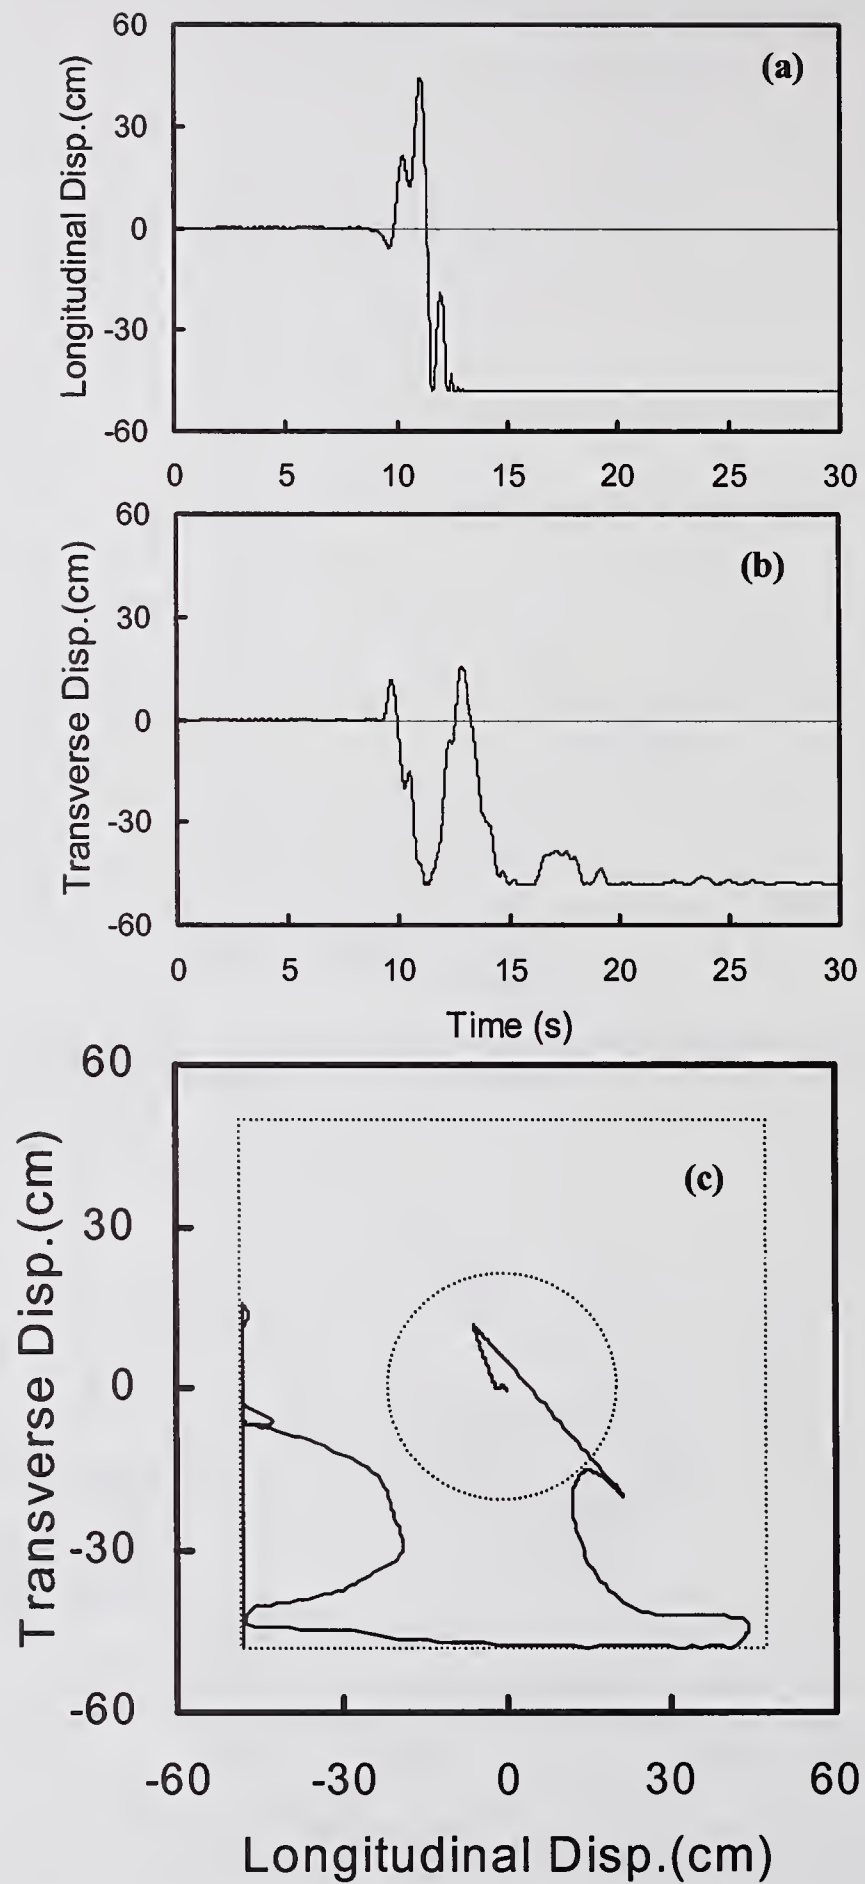 60
(a)
30
0
-30
-60
Longitudinal Disp.(cm)
0 5 10 15 20 25 30
60
(b)
30
0
-30
-60
Transverse Disp.(cm)
0 5 10 15 20 25 30
Time (s)
60
(c)
30
0
-30
-60
Transverse Disp.(cm)
-60 -30 0 30 60
Longitudinal Disp.(cm)